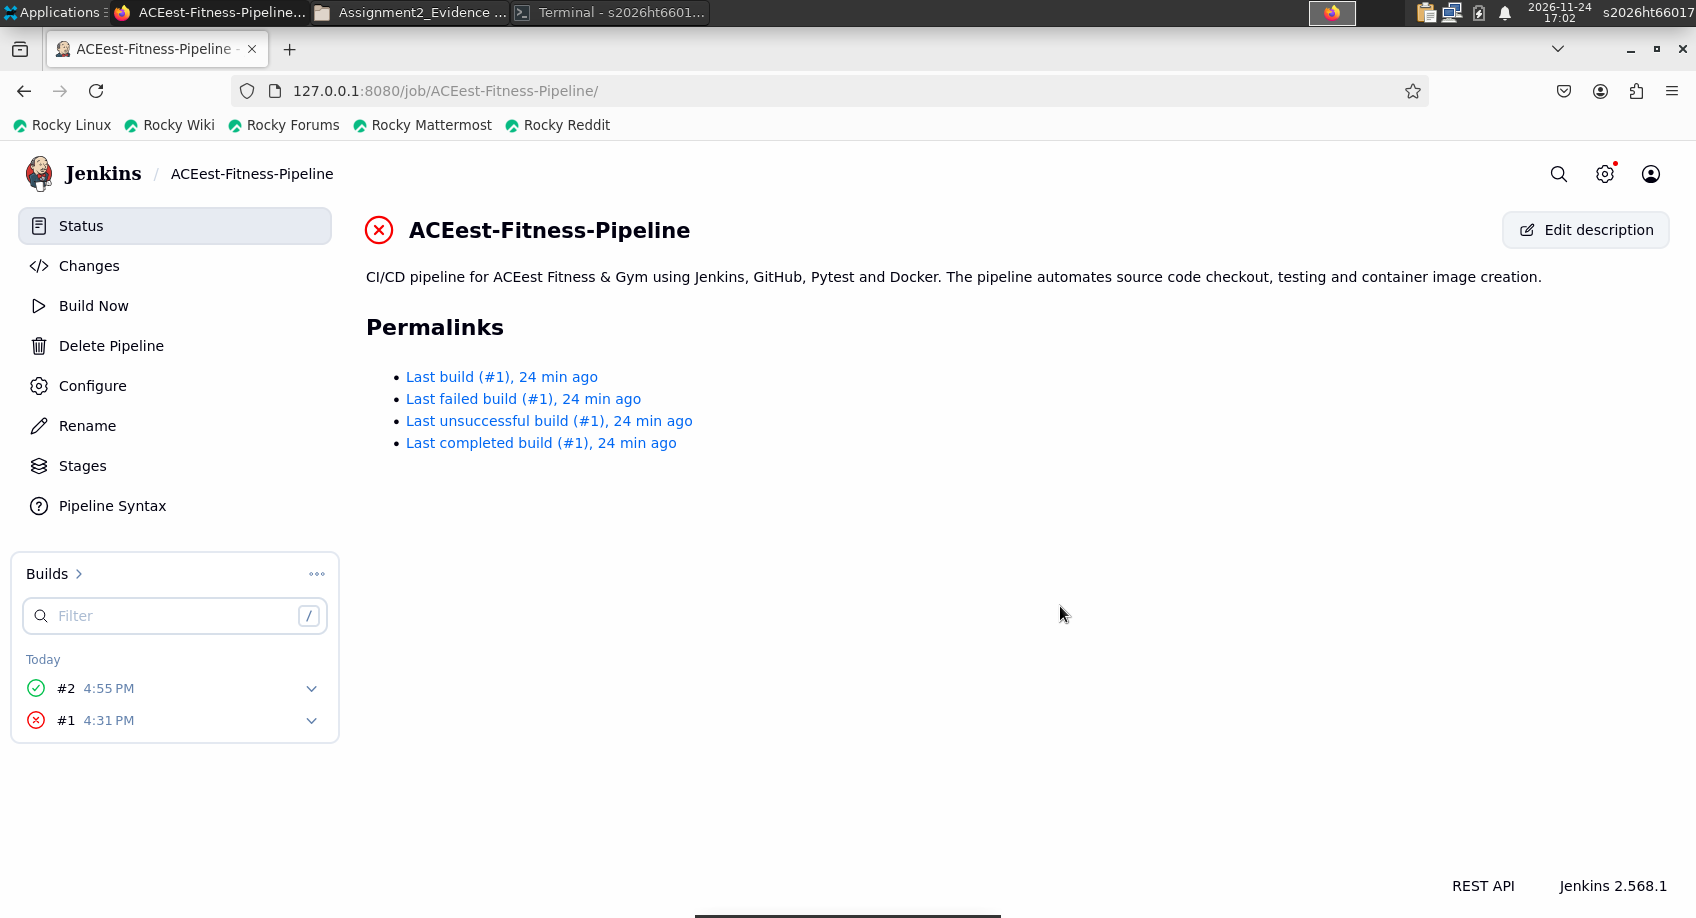 Applications
ACEest-Fitness-Pipeline...
Assignment2_Evidence ...
Terminal - s2026ht6601...
2026-11-24
17:02
s2026ht66017
ACEest-Fitness-Pipeline -
127.0.0.1:8080/job/ACEest-Fitness-Pipeline/
Rocky Linux Rocky Wiki Rocky Forums Rocky Mattermost Rocky Reddit
Jenkins / ACEest-Fitness-Pipeline
Status
Changes
Build Now
Delete Pipeline
Configure
Rename
Stages
Pipeline Syntax
Builds
Filter /
Today
#2 4:55 PM
#1 4:31 PM
ACEest-Fitness-Pipeline
Edit description
CI/CD pipeline for ACEest Fitness & Gym using Jenkins, GitHub, Pytest and Docker. The pipeline automates source code checkout, testing and container image creation.
Permalinks
• Last build (#1), 24 min ago
• Last failed build (#1), 24 min ago
• Last unsuccessful build (#1), 24 min ago
• Last completed build (#1), 24 min ago
REST API Jenkins 2.568.1